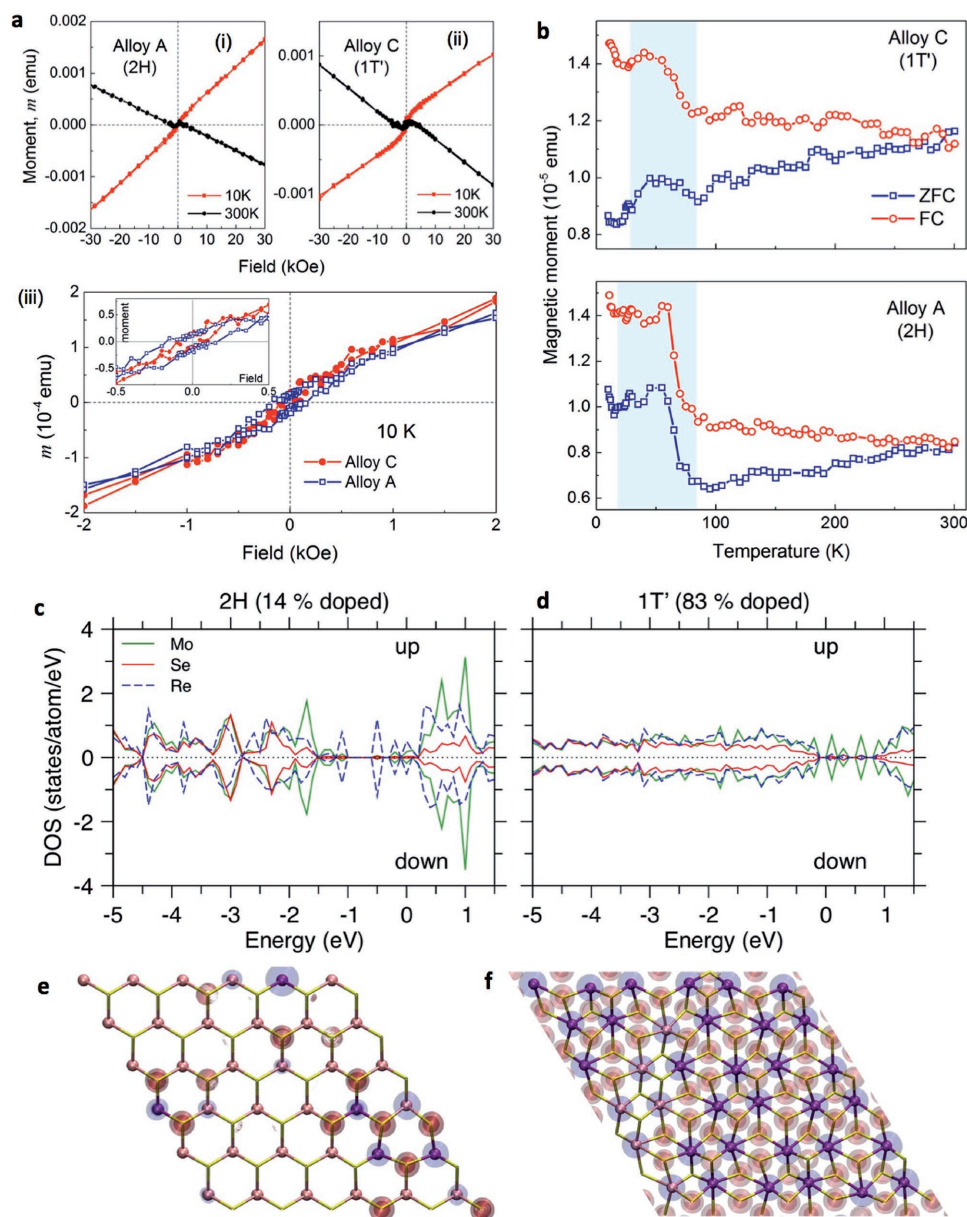 a
Alloy A
(2H)
(i)
Alloy C
(1T')
(ii)
Moment, m (emu)
0.002
0.001
0.000
-0.001
-0.002
0.001
0.000
-0.001
10K
300K
10K
300K
-30 -20 -10 0 10 20 30
-30 -20 -10 0 10 20 30
Field (kOe)
Field (kOe)
(iii)
m (10⁻⁴ emu)
2
1
0
-1
-2
moment
0.5
0.0
-0.5
Field
-0.5 0.0 0.5
10 K
Alloy C
Alloy A
-2 -1 0 1 2
Field (kOe)
b
Alloy C
(1T')
ZFC
FC
1.4
1.2
1.0
0.8
Magnetic moment (10⁻⁵ emu)
Alloy A
(2H)
1.4
1.2
1.0
0.8
0.6
0 100 200 300
Temperature (K)
c
2H (14 % doped)
Mo
Se
Re
up
down
DOS (states/atom/eV)
4
2
0
-2
-4
-5 -4 -3 -2 -1 0 1
Energy (eV)
d
1T' (83 % doped)
up
down
-5 -4 -3 -2 -1 0 1
Energy (eV)
e
f